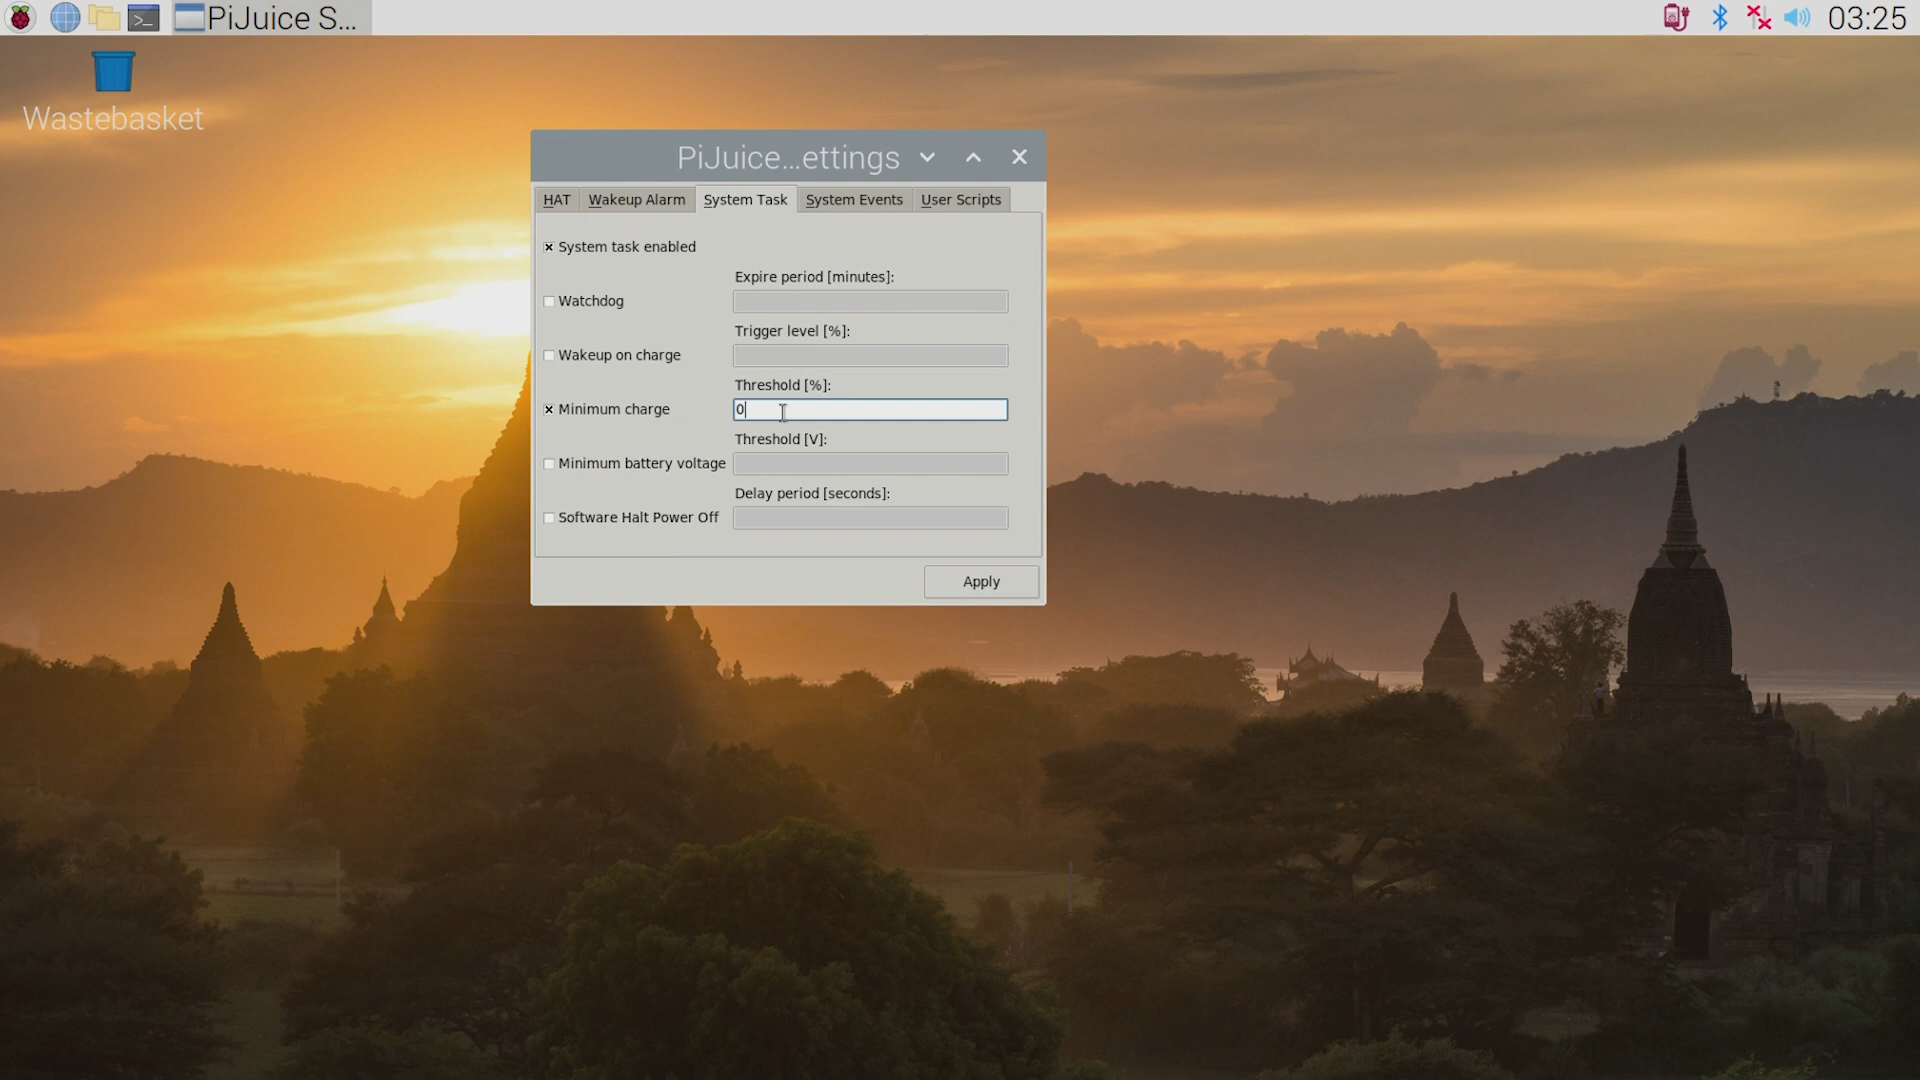 PiJuice S...
03:25
Wastebasket
PiJuice...ettings
HAT Wakeup Alarm System Task System Events User Scripts
System task enabled
Expire period [minutes]:
Watchdog
Trigger level [%]:
Wakeup on charge
Threshold [%]:
Minimum charge 0
Threshold [V]:
Minimum battery voltage
Delay period [seconds]:
Software Halt Power Off
Apply